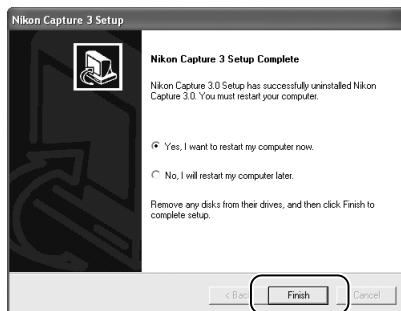 Nikon Capture 3 Setup
Nikon Capture 3 Setup Complete
Nikon Capture 3.0 Setup has successfully uninstalled Nikon
Capture 3.0. You must restart your computer.
Yes, I want to restart my computer now.
No, I will restart my computer later.
Remove any disks from their drives, and then click Finish to
complete setup.
< Back Finish Cancel